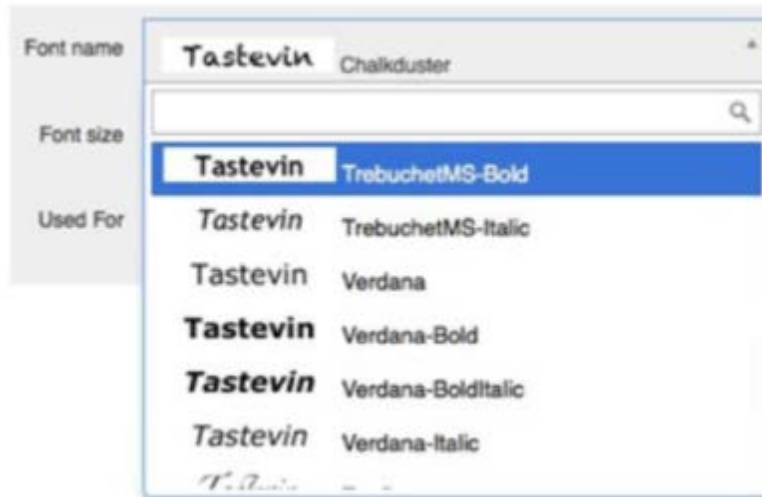 Font name Tastevin Chalkduster
Font size
Tastevin TrebuchetMS-Bold
Used For Tastevin TrebuchetMS-Italic
Tastevin Verdana
Tastevin Verdana-Bold
Tastevin Verdana-BoldItalic
Tastevin Verdana-Italic